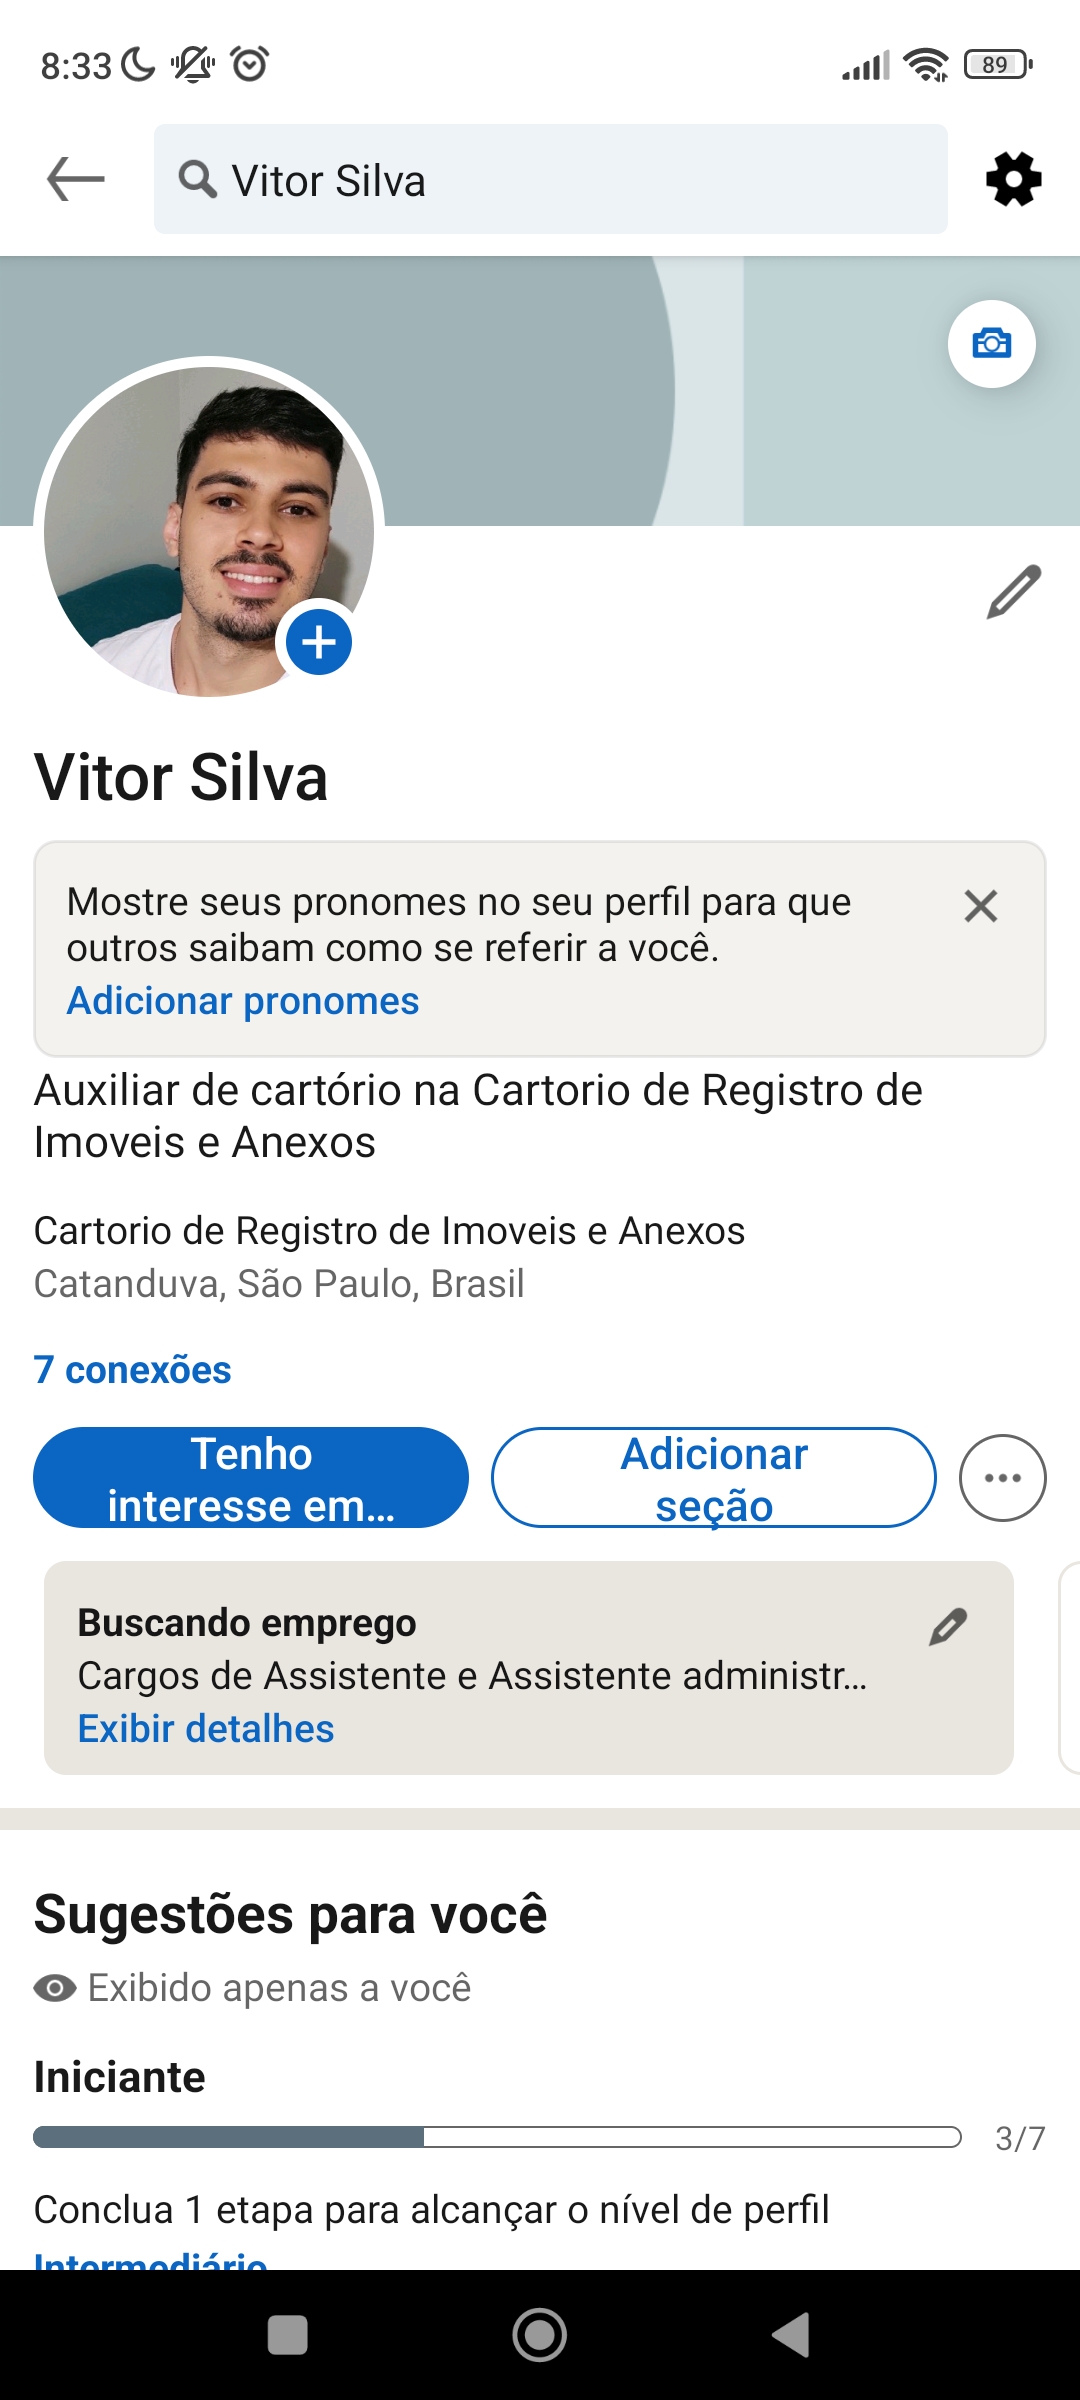 8:33
89
Vitor Silva
Vitor Silva
Mostre seus pronomes no seu perfil para que
outros saibam como se referir a você.
Adicionar pronomes
Auxiliar de cartório na Cartorio de Registro de
Imoveis e Anexos
Cartorio de Registro de Imoveis e Anexos
Catanduva, São Paulo, Brasil
7 conexões
Tenho
interesse em...
Adicionar
seção
Buscando emprego
Cargos de Assistente e Assistente administr...
Exibir detalhes
Sugestões para você
Exibido apenas a você
Iniciante
3/7
Conclua 1 etapa para alcançar o nível de perfil
Intermediário